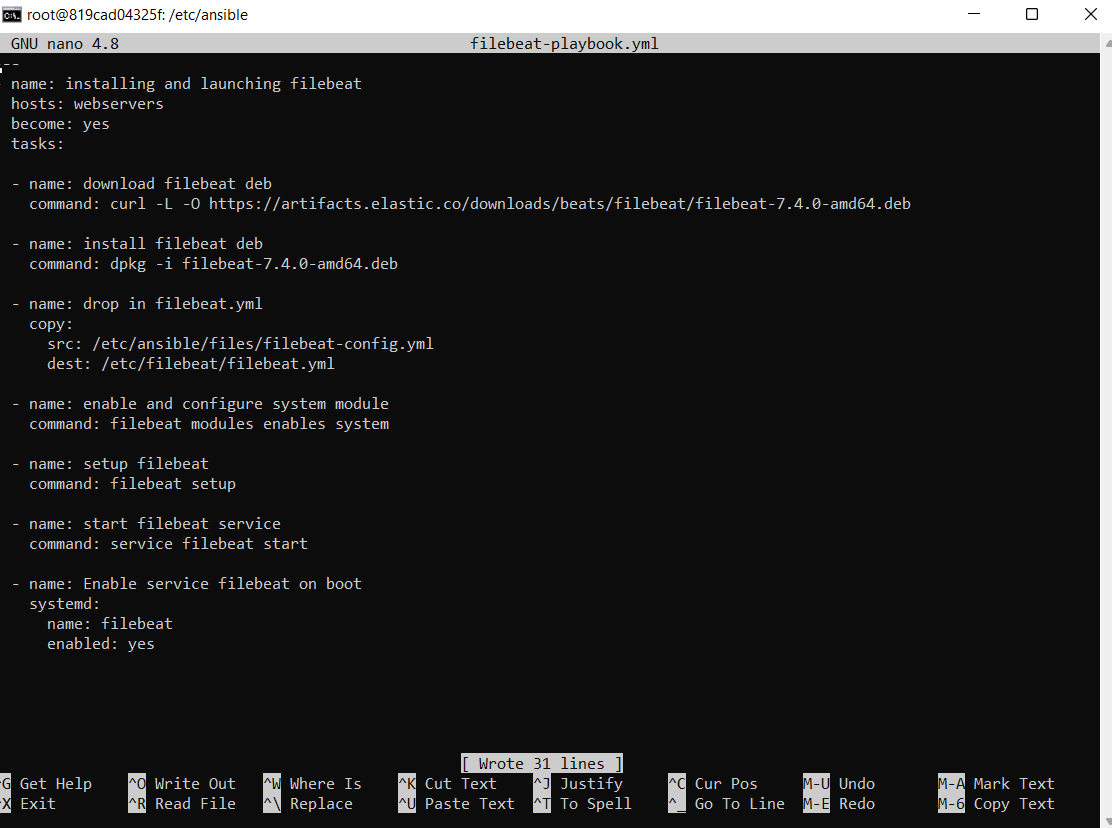 root@819cad04325f: /etc/ansible
GNU nano 4.8 filebeat-playbook.yml
--
name: installing and launching filebeat
hosts: webservers
become: yes
tasks:
- name: download filebeat deb
command: curl -L -O https://artifacts.elastic.co/downloads/beats/filebeat/filebeat-7.4.0-amd64.deb
- name: install filebeat deb
command: dpkg -i filebeat-7.4.0-amd64.deb
- name: drop in filebeat.yml
copy:
src: /etc/ansible/files/filebeat-config.yml
dest: /etc/filebeat/filebeat.yml
- name: enable and configure system module
command: filebeat modules enables system
- name: setup filebeat
command: filebeat setup
- name: start filebeat service
command: service filebeat start
- name: Enable service filebeat on boot
systemd:
name: filebeat
enabled: yes
[ Wrote 31 lines ]
^G Get Help ^O Write Out ^W Where Is ^K Cut Text ^J Justify ^C Cur Pos M-U Undo M-A Mark Text
^X Exit ^R Read File ^\ Replace ^U Paste Text ^T To Spell ^_ Go To Line M-E Redo M-6 Copy Text